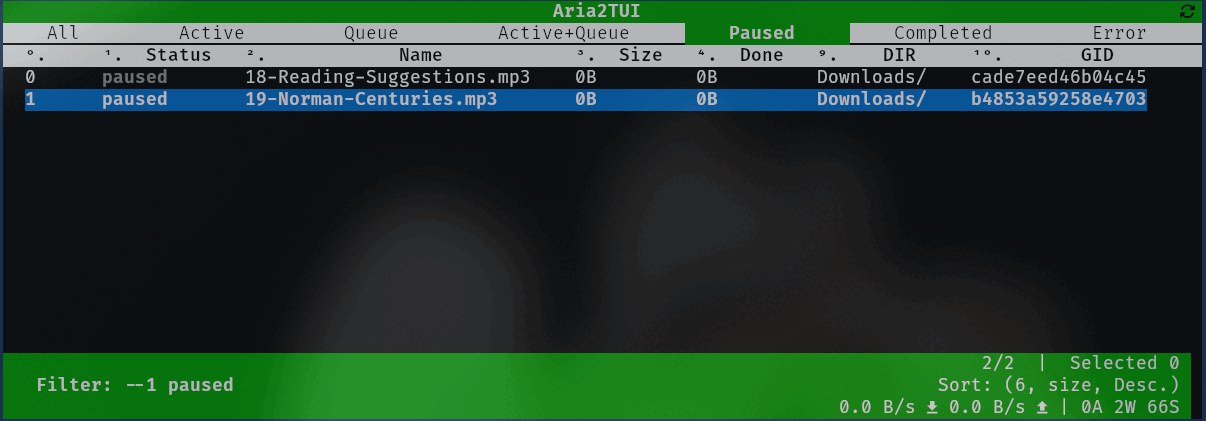 Aria2TUI
All Active Queue Active+Queue Paused Completed Error
⁰. ¹. Status ². Name ³. Size ⁴. Done ⁹. DIR ¹⁰. GID
0 paused 18-Reading-Suggestions.mp3 0B 0B Downloads/ cade7eed46b04c45
1 paused 19-Norman-Centuries.mp3 0B 0B Downloads/ b4853a59258e4703
2/2 | Selected 0
Filter: --1 paused
Sort: (6, size, Desc.)
0.0 B/s 0.0 B/s | 0A 2W 66S